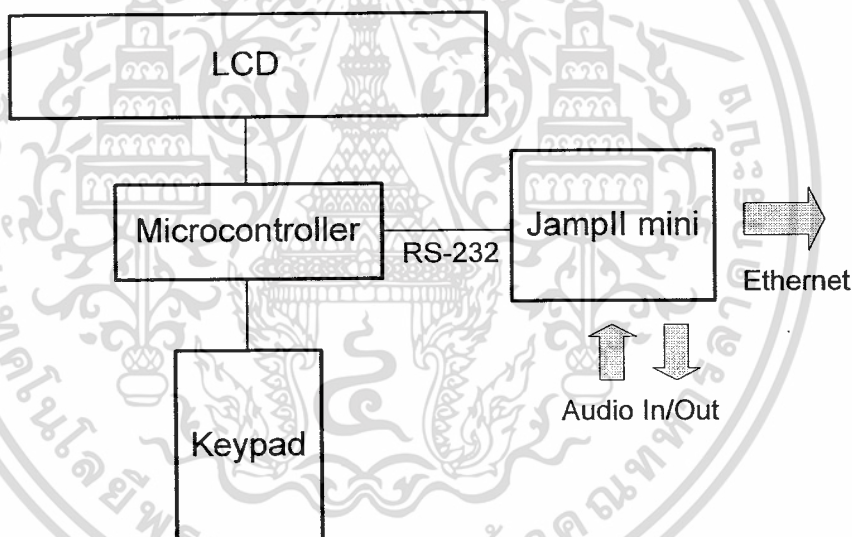 LCD
Microcontroller
RS-232
JampII mini
Ethernet
Audio In/Out
Keypad